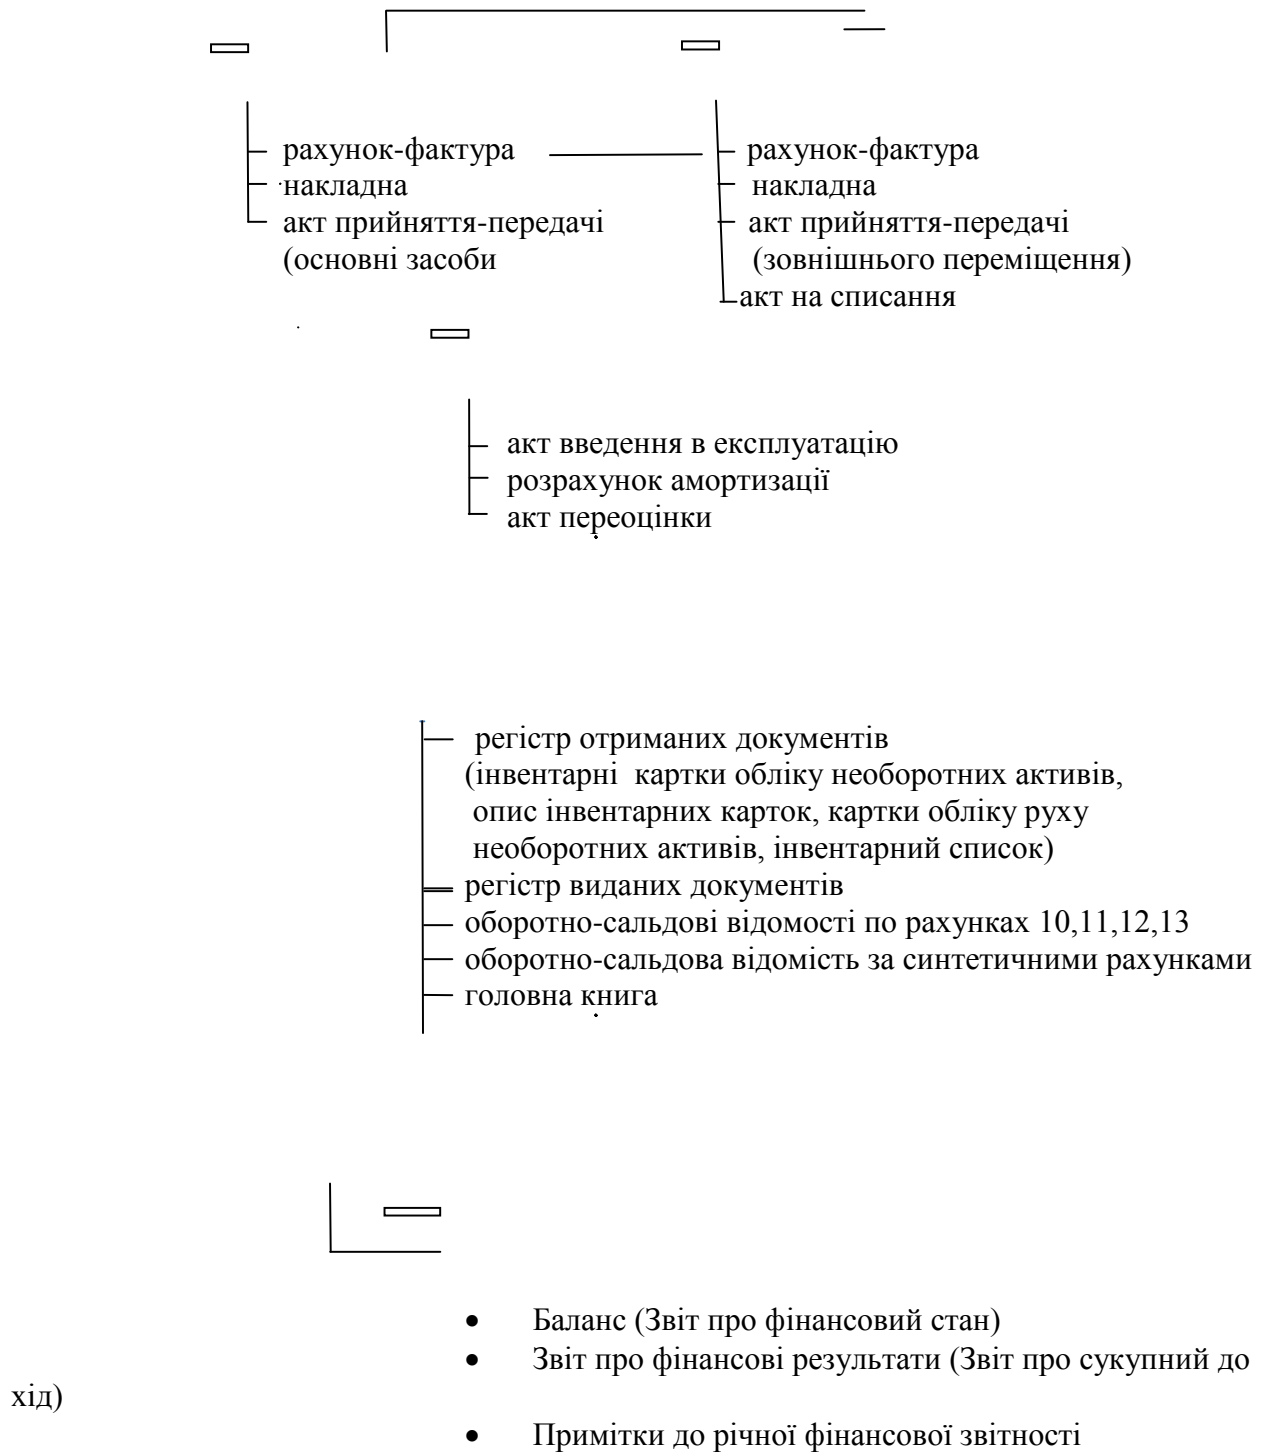 рахунок-фактура
накладна
акт прийняття-передачі
(основні засоби
рахунок-фактура
накладна
акт прийняття-передачі
(зовнішнього переміщення)
акт на списання
акт введення в експлуатацію
розрахунок амортизації
акт переоцінки
регістр отриманих документів
(інвентарні картки обліку необоротних активів,
опис інвентарних карток, картки обліку руху
необоротних активів, інвентарний список)
регістр виданих документів
оборотно-сальдові відомості по рахунках 10,11,12,13
оборотно-сальдова відомість за синтетичними рахунками
головна книга
• Баланс (Звіт про фінансовий стан)
• Звіт про фінансові результати (Звіт про сукупний до
хід)
• Примітки до річної фінансової звітності